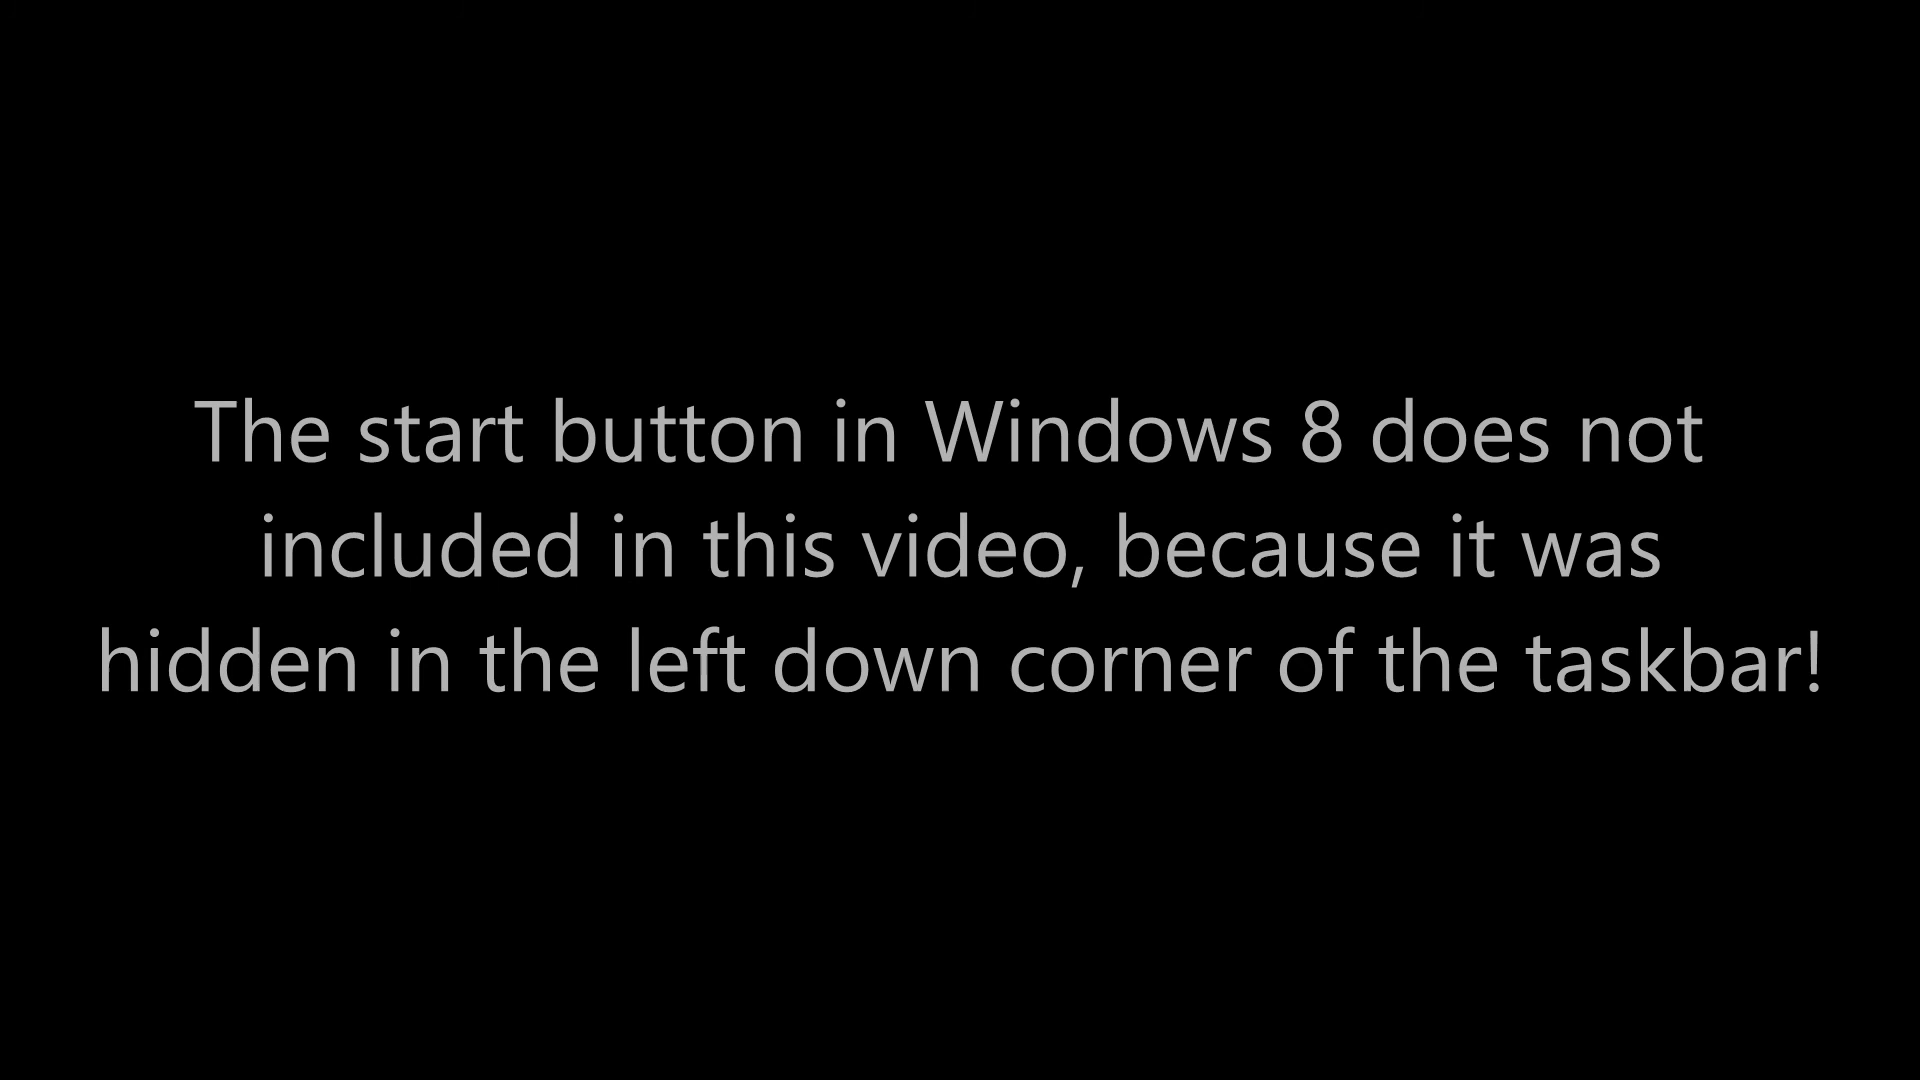 The start button in Windows 8 does not
included in this video, because it was
hidden in the left down corner of the taskbar!